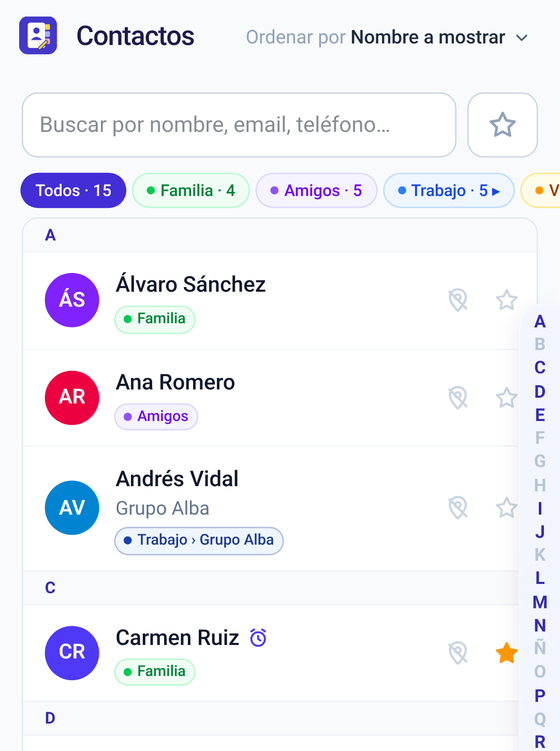 Contactos
Ordenar por Nombre a mostrar
Buscar por nombre, email, teléfono…
Todos · 15
Familia · 4
Amigos · 5
Trabajo · 5 ▸
V
A
ÁS
Álvaro Sánchez
Familia
AR
Ana Romero
Amigos
AV
Andrés Vidal
Grupo Alba
Trabajo › Grupo Alba
C
CR
Carmen Ruiz
Familia
D
A
B
C
D
E
F
G
H
I
J
K
L
M
N
Ñ
O
P
Q
R